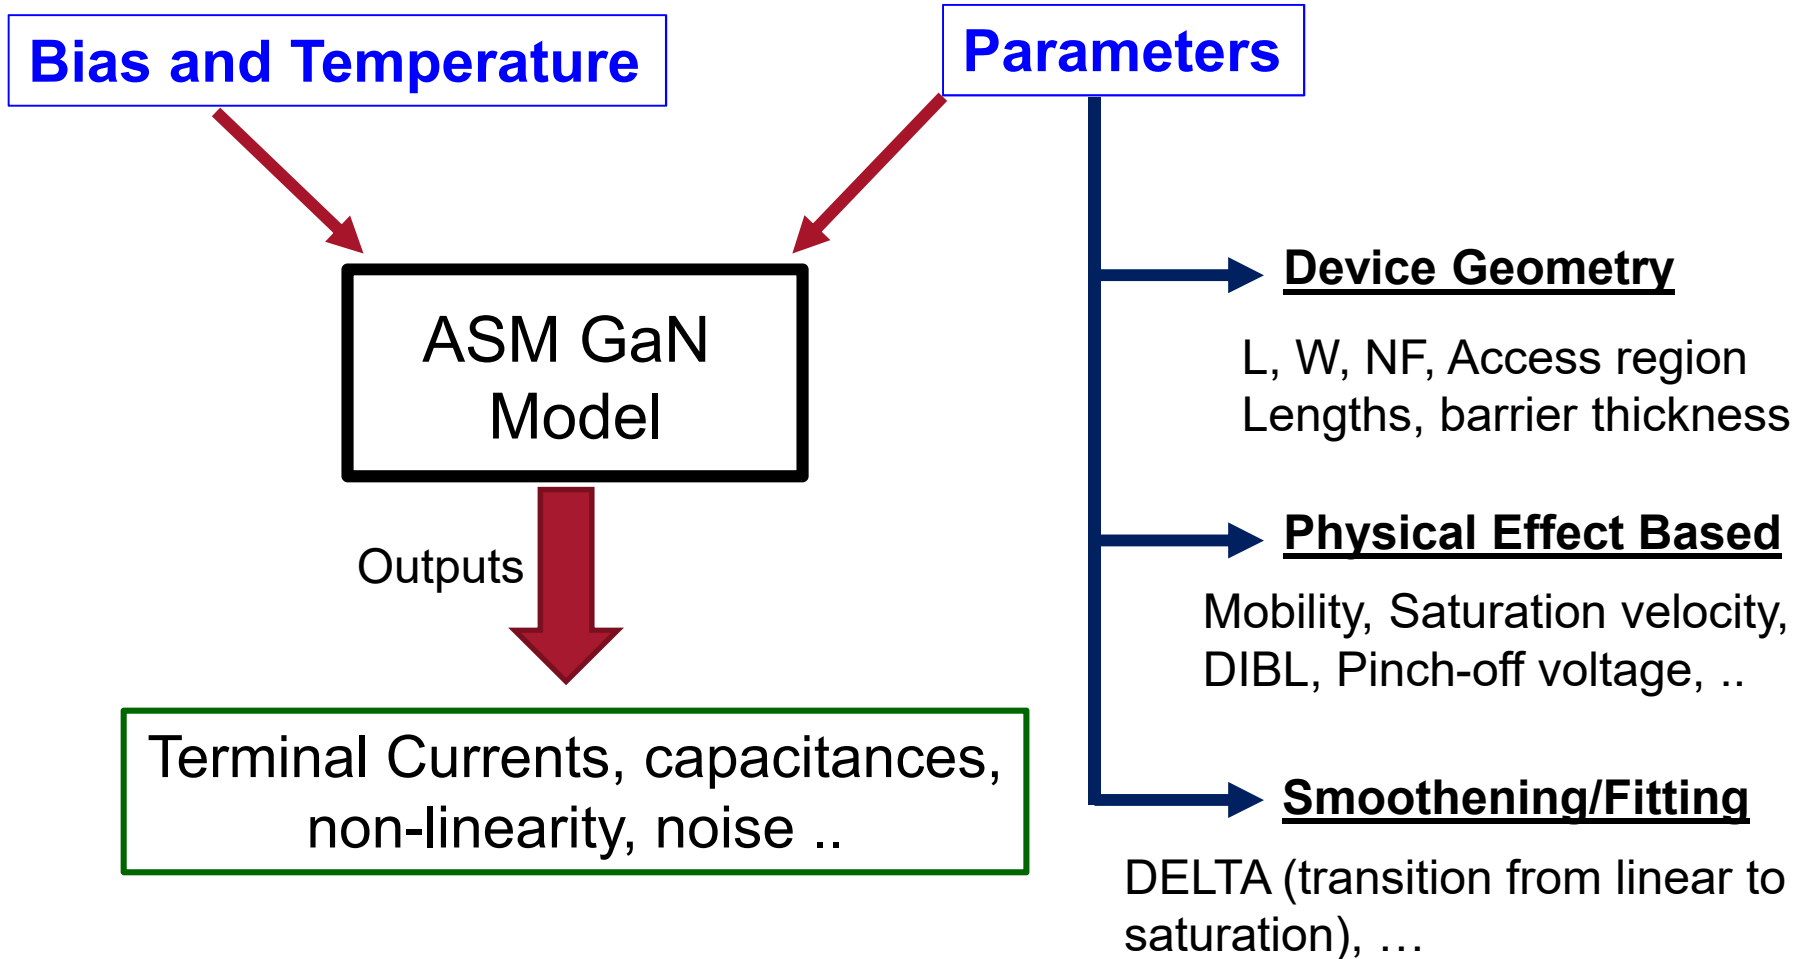 Bias and Temperature
Parameters
ASM GaN
Model
Outputs
Terminal Currents, capacitances,
non-linearity, noise ..
Device Geometry
L, W, NF, Access region
Lengths, barrier thickness
Physical Effect Based
Mobility, Saturation velocity,
DIBL, Pinch-off voltage, ..
Smoothening/Fitting
DELTA (transition from linear to
saturation), …